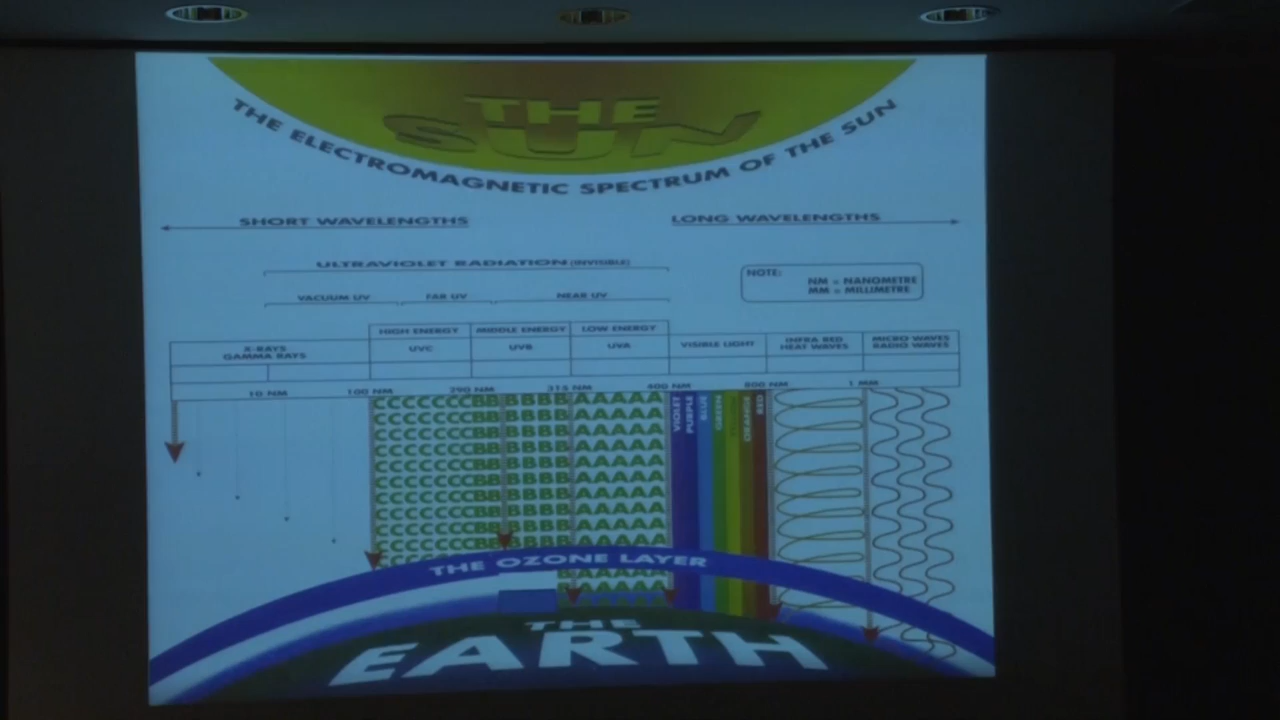 THE
SUN
THE ELECTROMAGNETIC SPECTRUM OF THE SUN
SHORT WAVELENGTHS
LONG WAVELENGTHS
ULTRAVIOLET RADIATION (INVISIBLE)
NOTE:
NM = NANOMETRE
MM = MILLIMETRE
VACUUM UV
FAR UV
NEAR UV
HIGH ENERGY
MIDDLE ENERGY
LOW ENERGY
X-RAYS
GAMMA RAYS
UVC
UVB
UVA
VISIBLE LIGHT
INFRA RED
HEAT WAVES
MICRO WAVES
RADIO WAVES
10 NM
100 NM
290 NM
315 NM
400 NM
800 NM
1 MM
VIOLET
PURPLE
BLUE
GREEN
ORANGE
RED
THE OZONE LAYER
THE
EARTH